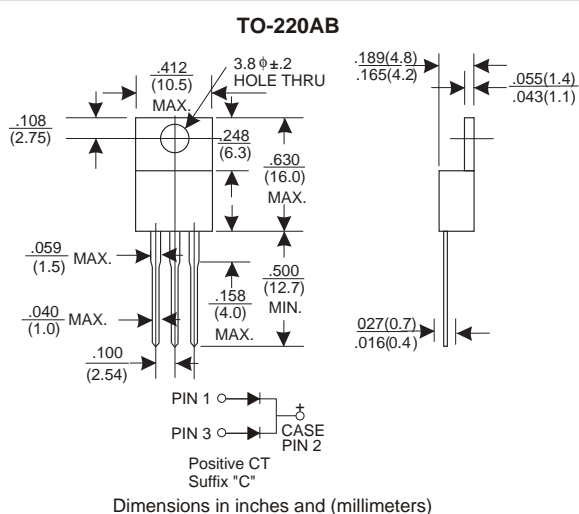 TO-220AB
.412
(10.5)
MAX.
3.8 ϕ ±.2
HOLE THRU
.189(4.8)
.165(4.2)
.055(1.4)
.043(1.1)
.108
(2.75)
.248
(6.3)
.630
(16.0)
MAX.
.059
(1.5)
MAX.
.500
(12.7)
MIN.
.158
(4.0)
MAX.
.040
(1.0)
MAX.
027(0.7)
.016(0.4)
.100
(2.54)
PIN 1
+
PIN 3
CASE
PIN 2
Positive CT
Suffix "C"
Dimensions in inches and (millimeters)